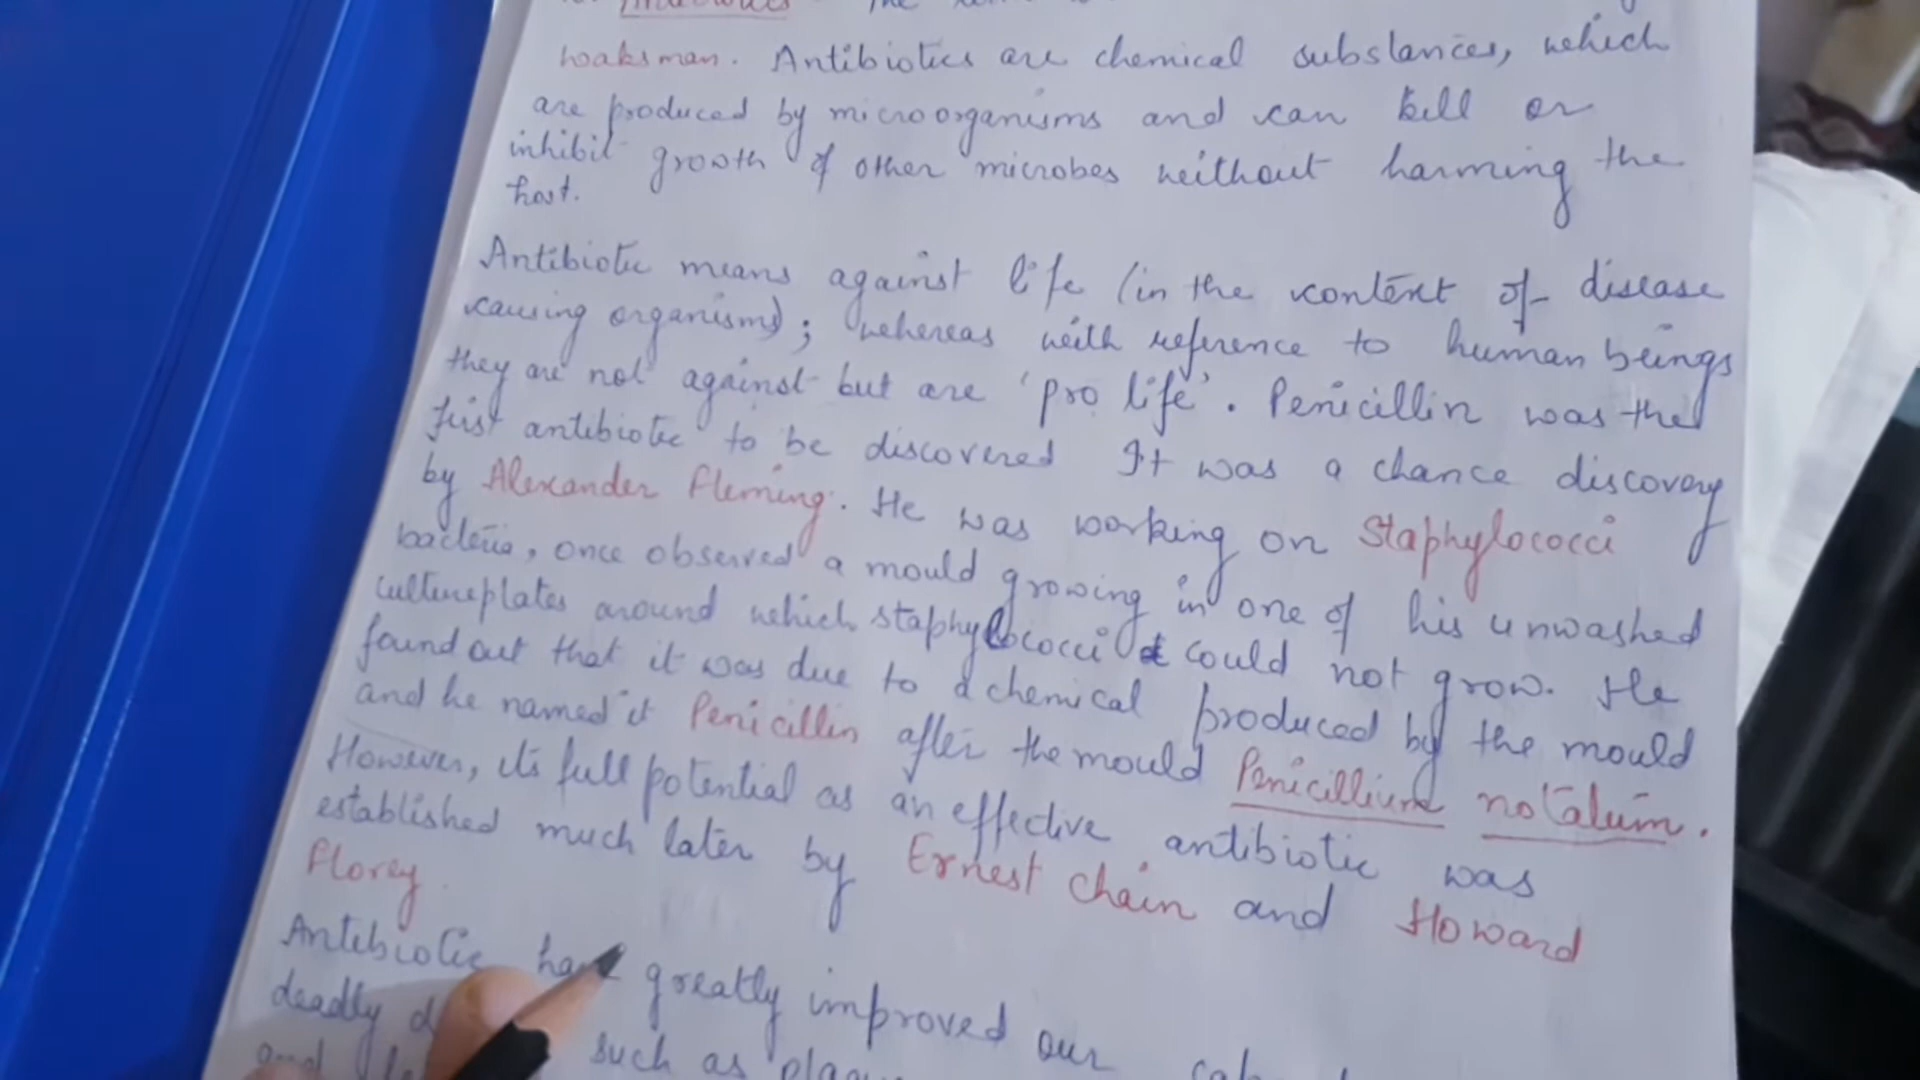 Antibiotics The
Waksman. Antibiotics are chemical substances, which
are produced by microorganisms and can kill or
inhibit growth of other microbes without harming the
host.
Antibiotic means against life (in the context of disease
causing organisms); whereas with reference to human beings
they are not against but are 'pro life'. Penicillin was the
first antibiotic to be discovered It was a chance discovery
by Alexander Fleming. He was working on Staphylococci
bacteria, once observed a mould growing in one of his unwashed
culture plates around which staphylococci could not grow. He
found out that it was due to a chemical produced by the mould
and he named it Penicillin after the mould Penicillium notatum.
However, its full potential as an effective antibiotic was
established much later by Ernest Chain and Howard
Florey.
Antibiotic have greatly improved our
deadly such as
and